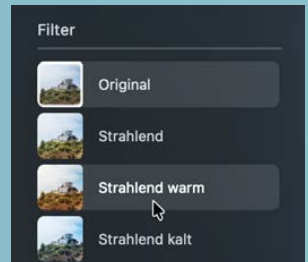 Filter
Original
Strahlend
Strahlend warm
Strahlend kalt